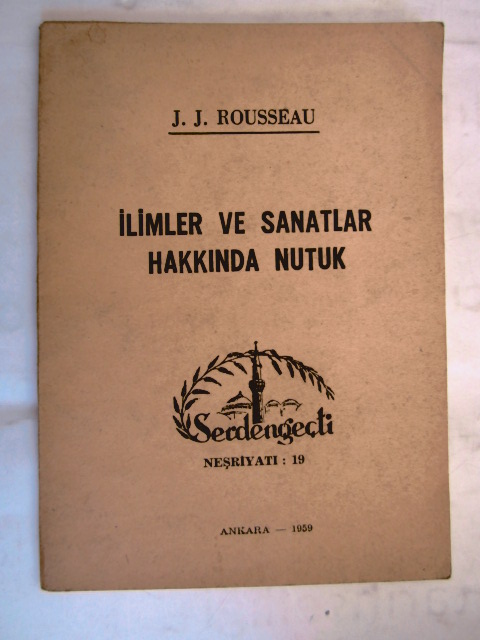 J. J. ROUSSEAU
İLİMLER VE SANATLAR
HAKKINDA NUTUK
Serdengeçti
NEŞRİYATI : 19
ANKARA — 1959